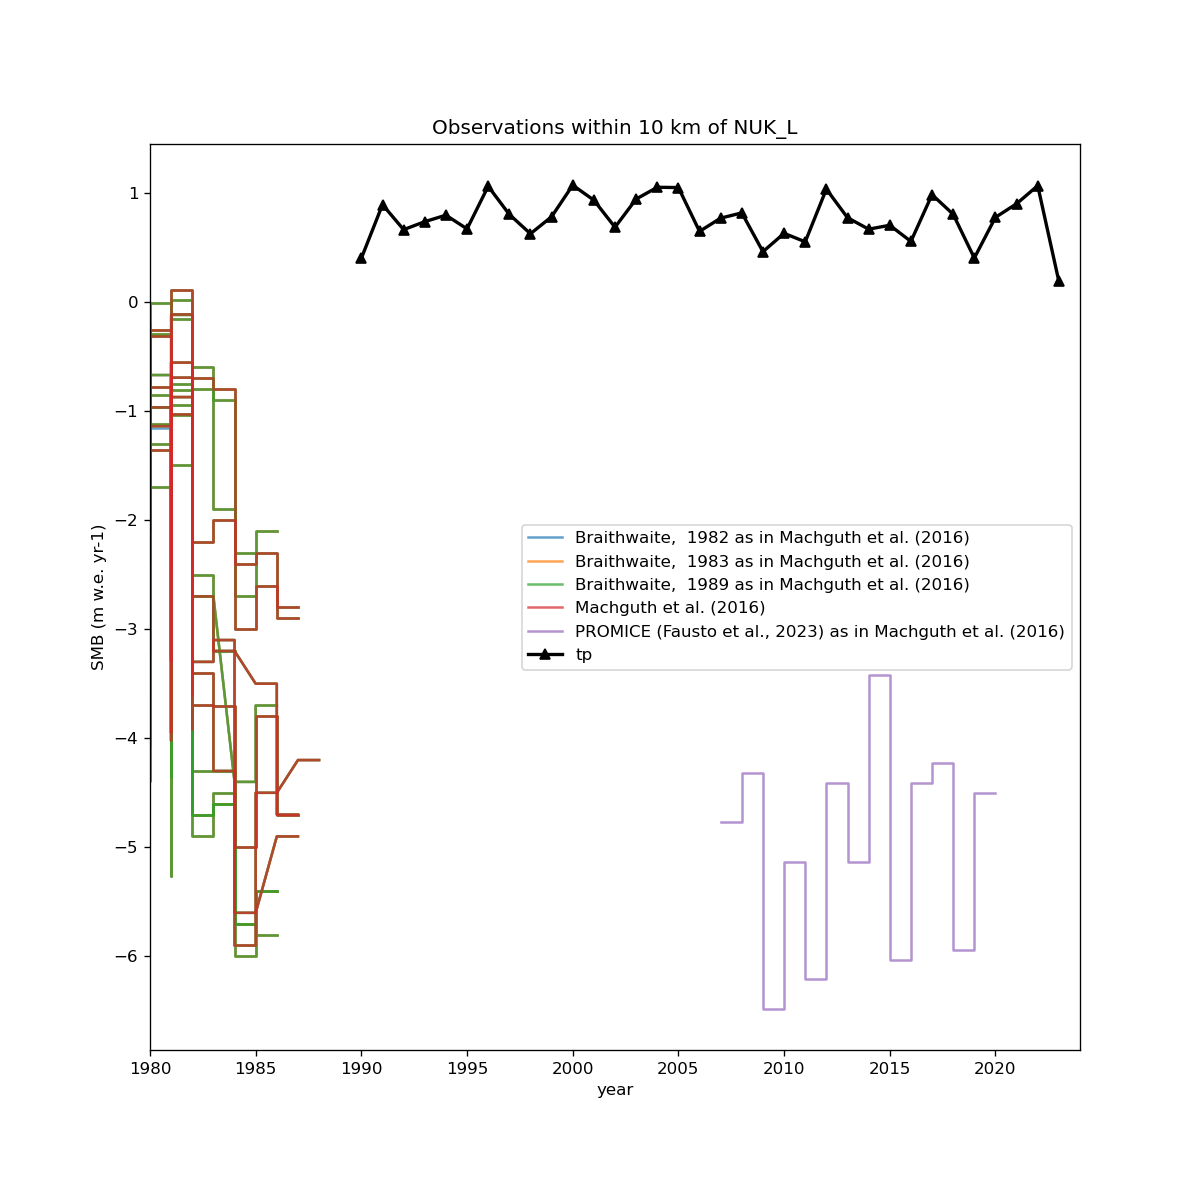 Observations within 10 km of NUK_L
SMB (m w.e. yr-1)
1
0
−1
−2
−3
−4
−5
−6
Braithwaite,  1982 as in Machguth et al. (2016)
Braithwaite,  1983 as in Machguth et al. (2016)
Braithwaite,  1989 as in Machguth et al. (2016)
Machguth et al. (2016)
PROMICE (Fausto et al., 2023) as in Machguth et al. (2016)
tp
1980 1985 1990 1995 2000 2005 2010 2015 2020
year